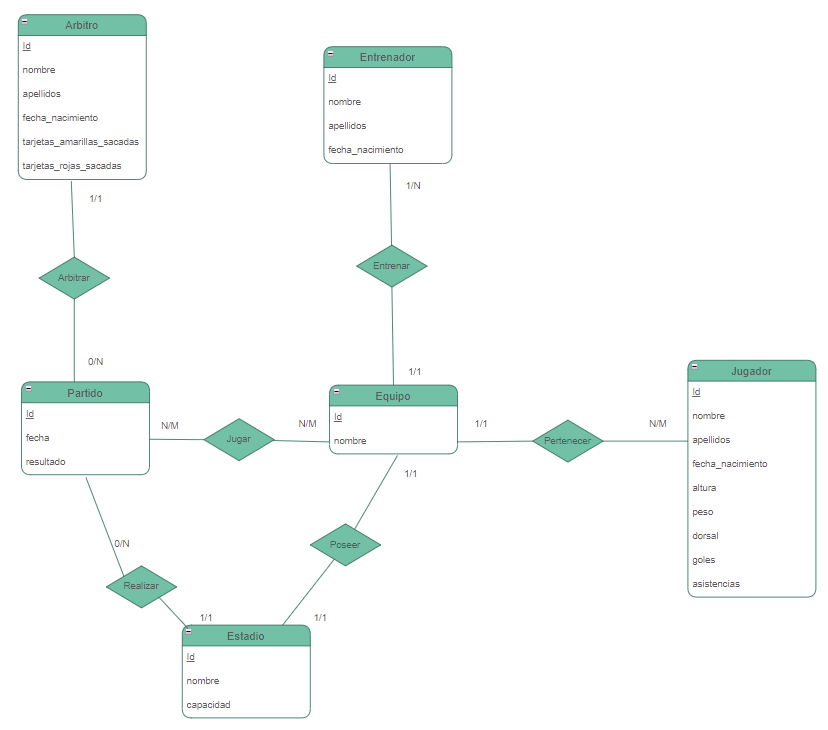 Arbitro
Id
nombre
apellidos
fecha_nacimiento
tarjetas_amarillas_sacadas
tarjetas_rojas_sacadas
Entrenador
Id
nombre
apellidos
fecha_nacimiento
1/1
1/N
Arbitrar
Entrenar
0/N
1/1
Partido
Id
fecha
resultado
N/M
Jugar
N/M
Equipo
Id
nombre
1/1
Pertenecer
N/M
Jugador
Id
nombre
apellidos
fecha_nacimiento
altura
peso
dorsal
goles
asistencias
1/1
0/N
Poseer
Realizar
1/1
1/1
Estadio
Id
nombre
capacidad